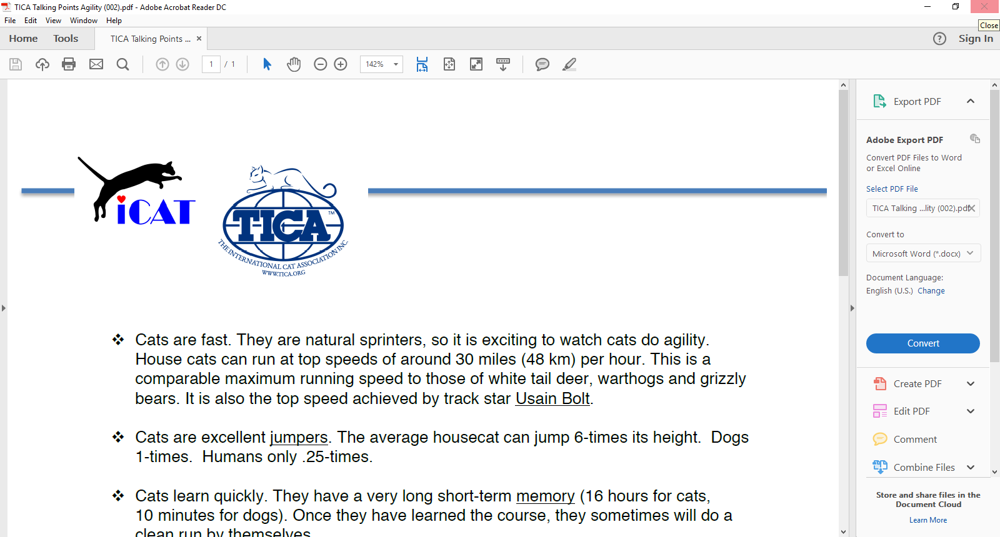 TICA Talking Points Agility (002).pdf - Adobe Acrobat Reader DC
File Edit View Window Help
Close
Home Tools TICA Talking Points ... Sign In
1 / 1 142%
Export PDF
Adobe Export PDF
Convert PDF Files to Word
or Excel Online
Select PDF File
TICA Talking ...lity (002).pdf
Convert to
Microsoft Word (*.docx)
Document Language:
English (U.S.) Change
Convert
Create PDF
Edit PDF
Comment
Combine Files
Store and share files in the
Document Cloud
Learn More
iCAT
TICA™
THE INTERNATIONAL CAT ASSOCIATION INC.
WWW.TICA.ORG
❖ Cats are fast. They are natural sprinters, so it is exciting to watch cats do agility.
House cats can run at top speeds of around 30 miles (48 km) per hour. This is a
comparable maximum running speed to those of white tail deer, warthogs and grizzly
bears. It is also the top speed achieved by track star Usain Bolt.
❖ Cats are excellent jumpers. The average housecat can jump 6-times its height. Dogs
1-times. Humans only .25-times.
❖ Cats learn quickly. They have a very long short-term memory (16 hours for cats,
10 minutes for dogs). Once they have learned the course, they sometimes will do a
clean run by themselves